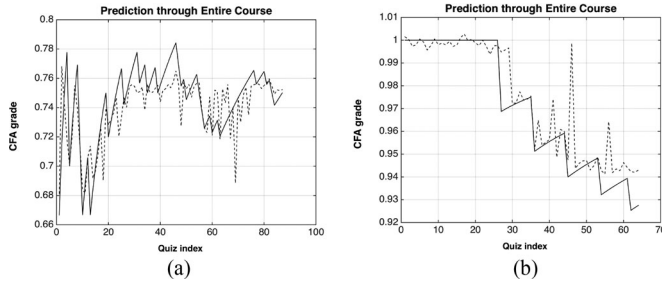 Prediction through Entire Course
0.8
0.78
0.76
0.74
0.72
0.7
0.68
0.66
CFA grade
0 20 40 60 80 100
Quiz index
(a)
Prediction through Entire Course
1.01
1
0.99
0.98
0.97
0.96
0.95
0.94
0.93
0.92
CFA grade
0 10 20 30 40 50 60 70
Quiz index
(b)